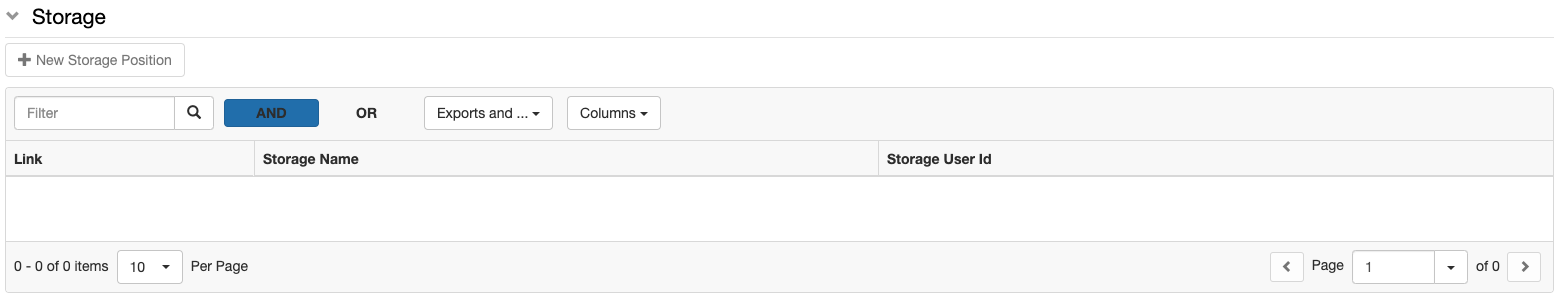 Storage
New Storage Position
Filter AND OR Exports and ... Columns
Link Storage Name Storage User Id
0 - 0 of 0 items 10 Per Page Page 1 of 0